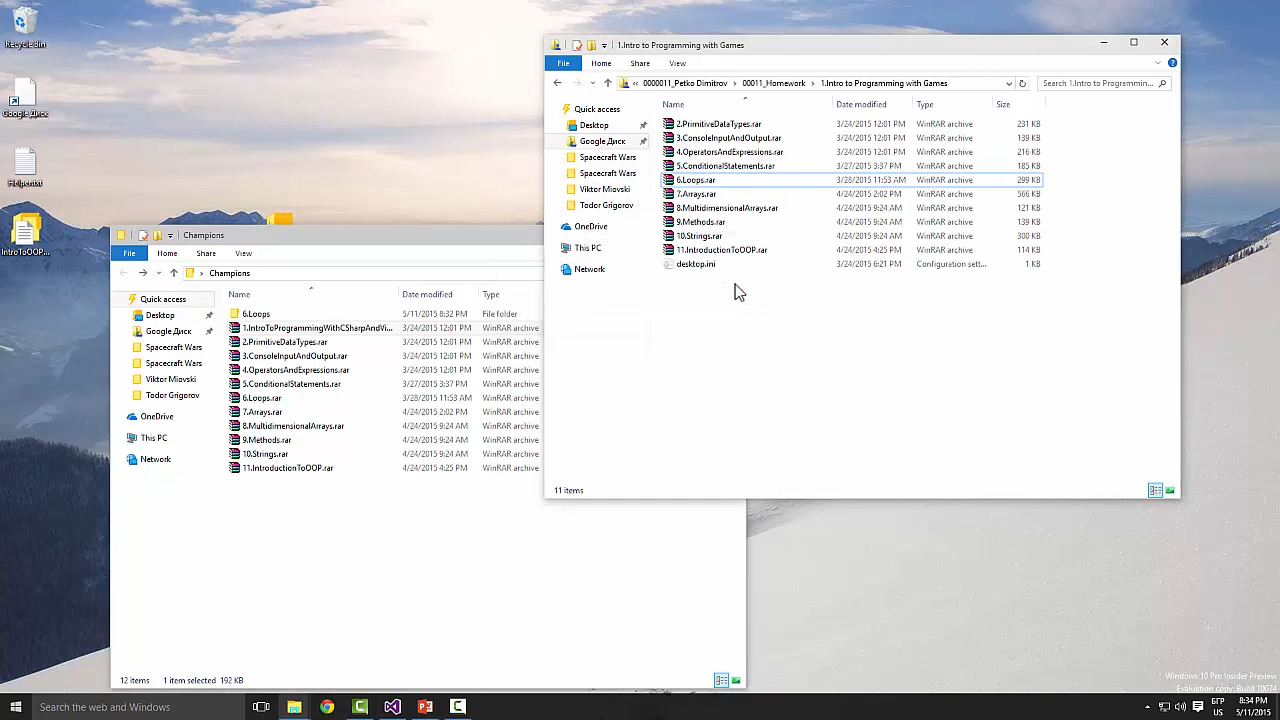 Recycle Bin
Google Диск
HelpeRed
IntroToOOP...
1.Intro to Programming with Games
File
Home
Share
View
« 0000011_Petko Dimitrov › 00011_Homework › 1.Intro to Programming with Games
Search 1.Intro to Programmin...
Quick access
Desktop
Google Диск
Spacecraft Wars
Spacecraft Wars
Viktor Miovski
Todor Grigorov
OneDrive
This PC
Network
Name Date modified Type Size
2.PrimitiveDataTypes.rar 3/24/2015 12:01 PM WinRAR archive 231 KB
3.ConsoleInputAndOutput.rar 3/24/2015 12:01 PM WinRAR archive 139 KB
4.OperatorsAndExpressions.rar 3/24/2015 12:01 PM WinRAR archive 216 KB
5.ConditionalStatements.rar 3/27/2015 3:37 PM WinRAR archive 185 KB
6.Loops.rar 3/28/2015 11:53 AM WinRAR archive 299 KB
7.Arrays.rar 4/24/2015 2:02 PM WinRAR archive 566 KB
8.MultidimensionalArrays.rar 4/24/2015 9:24 AM WinRAR archive 121 KB
9.Methods.rar 4/24/2015 9:24 AM WinRAR archive 139 KB
10.Strings.rar 4/24/2015 9:24 AM WinRAR archive 300 KB
11.IntroductionToOOP.rar 4/24/2015 4:25 PM WinRAR archive 114 KB
desktop.ini 3/24/2015 6:21 PM Configuration sett... 1 KB
11 items
Champions
File
Home
Share
View
› Champions
Quick access
Desktop
Google Диск
Spacecraft Wars
Spacecraft Wars
Viktor Miovski
Todor Grigorov
OneDrive
This PC
Network
Name Date modified Type
6.Loops 5/11/2015 8:32 PM File folder
1.IntroToProgrammingWithCSharpAndVi... 3/24/2015 12:01 PM WinRAR archive
2.PrimitiveDataTypes.rar 3/24/2015 12:01 PM WinRAR archive
3.ConsoleInputAndOutput.rar 3/24/2015 12:01 PM WinRAR archive
4.OperatorsAndExpressions.rar 3/24/2015 12:01 PM WinRAR archive
5.ConditionalStatements.rar 3/27/2015 3:37 PM WinRAR archive
6.Loops.rar 3/28/2015 11:53 AM WinRAR archive
7.Arrays.rar 4/24/2015 2:02 PM WinRAR archive
8.MultidimensionalArrays.rar 4/24/2015 9:24 AM WinRAR archive
9.Methods.rar 4/24/2015 9:24 AM WinRAR archive
10.Strings.rar 4/24/2015 9:24 AM WinRAR archive
11.IntroductionToOOP.rar 4/24/2015 4:25 PM WinRAR archive
12 items 1 item selected 192 KB
Windows 10 Pro Insider Preview
Evaluation copy. Build 10074
Search the web and Windows
БГР
US
8:34 PM
5/11/2015